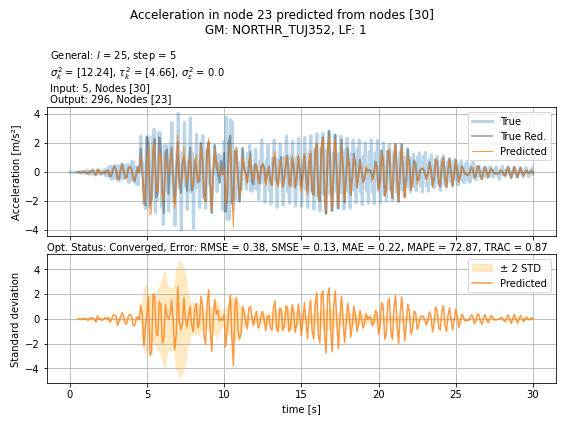 Acceleration in node 23 predicted from nodes [30]
GM: NORTHR_TUJ352, LF: 1
General: l = 25, step = 5
σ²ₖ = [12.24], τ²ₖ = [4.66], σ²ε = 0.0
Input: 5, Nodes [30]
Output: 296, Nodes [23]
Acceleration [m/s²]
4
2
0
−2
−4
True
True Red.
Predicted
Opt. Status: Converged, Error: RMSE = 0.38, SMSE = 0.13, MAE = 0.22, MAPE = 72.87, TRAC = 0.87
Standard deviation
4
2
0
−2
−4
± 2 STD
Predicted
0 5 10 15 20 25 30
time [s]